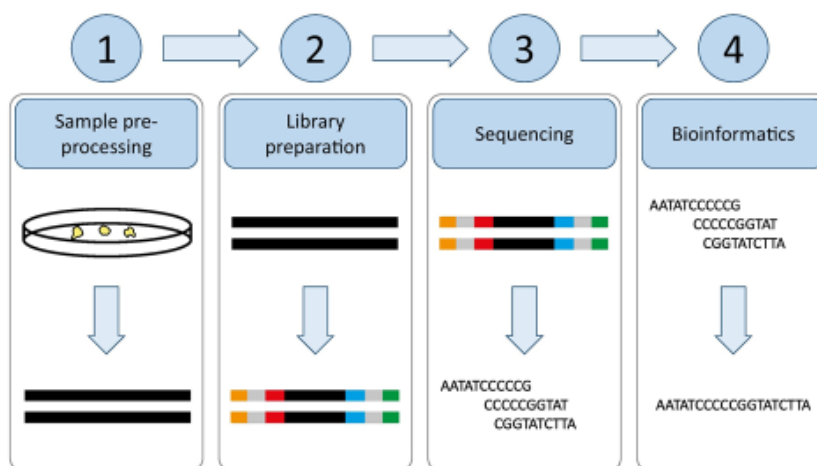 1
2
3
4
Sample pre-
processing
Library
preparation
Sequencing
Bioinformatics
AATATCCCCCG
CCCCCGGTAT
CGGTATCTTA
AATATCCCCCG
CCCCCGGTAT
CGGTATCTTA
AATATCCCCCGGTATCTTA